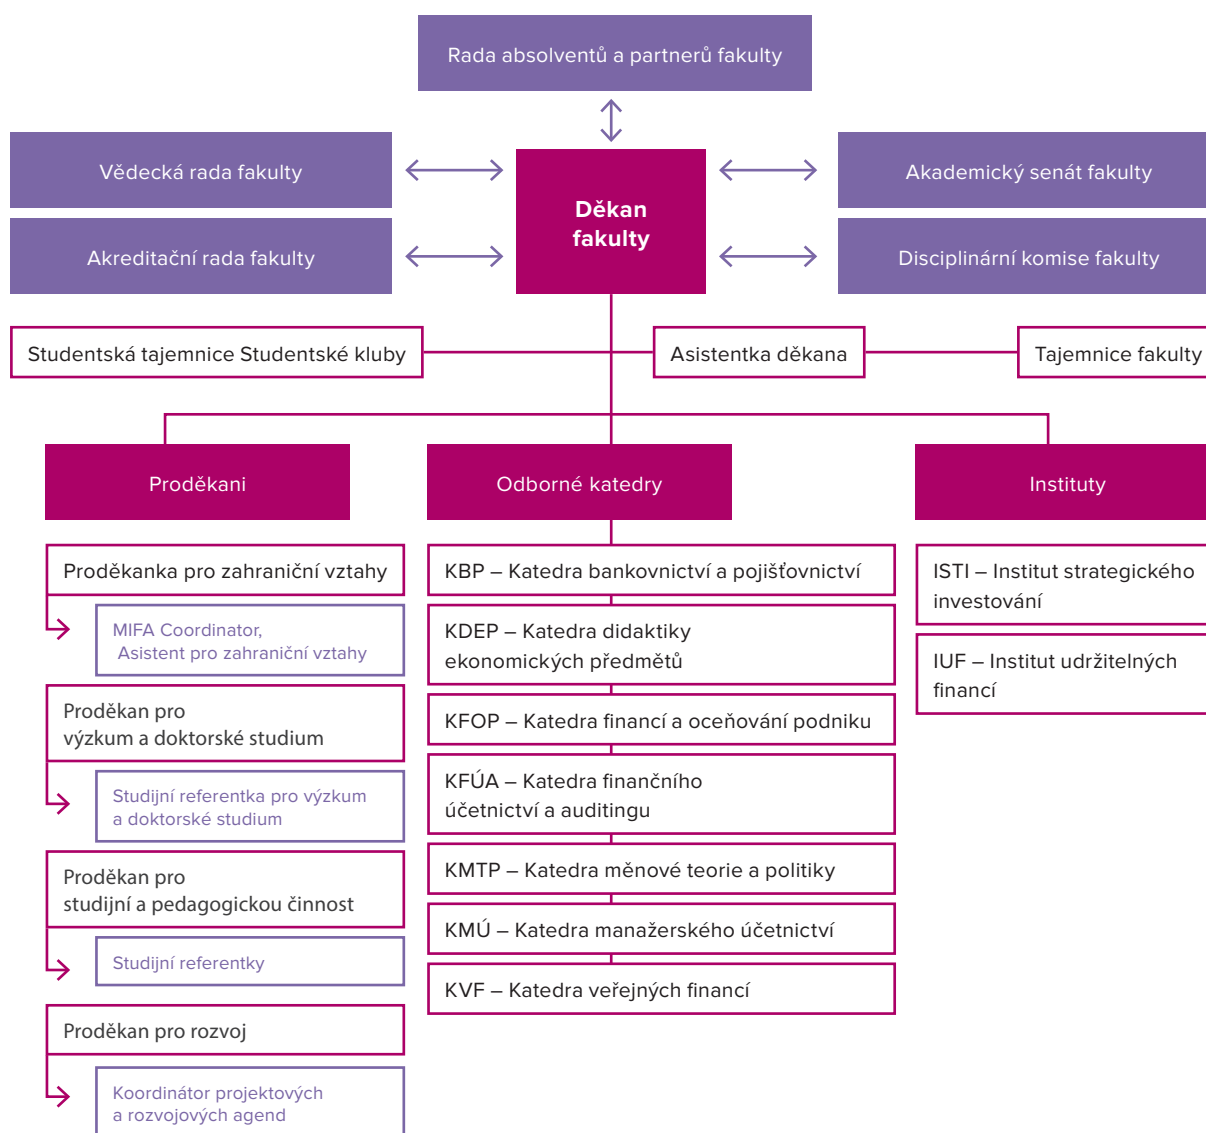 Rada absolventů a partnerů fakulty
Vědecká rada fakulty
Akademický senát fakulty
Děkan
fakulty
Akreditační rada fakulty
Disciplinární komise fakulty
Studentská tajemnice Studentské kluby
Asistentka děkana
Tajemnice fakulty
Proděkani
Proděkanka pro zahraniční vztahy
MIFA Coordinator,
Asistent pro zahraniční vztahy
Proděkan pro
výzkum a doktorské studium
Studijní referentka pro výzkum
a doktorské studium
Proděkan pro
studijní a pedagogickou činnost
Studijní referentky
Proděkan pro rozvoj
Koordinátor projektových
a rozvojových agend
Odborné katedry
KBP – Katedra bankovnictví a pojišťovnictví
KDEP – Katedra didaktiky
ekonomických předmětů
KFOP – Katedra financí a oceňování podniku
KFÚA – Katedra finančního
účetnictví a auditingu
KMTP – Katedra měnové teorie a politiky
KMÚ – Katedra manažerského účetnictví
KVF – Katedra veřejných financí
Instituty
ISTI – Institut strategického
investování
IUF – Institut udržitelných
financí